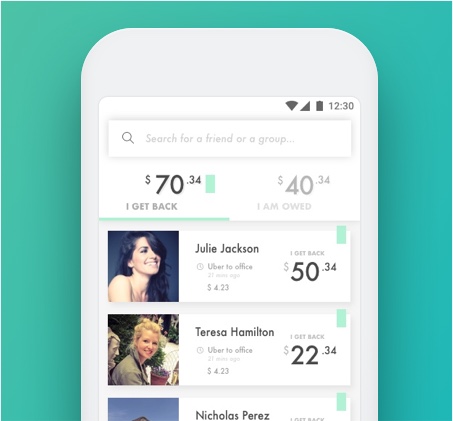 12:30
Search for a friend or a group...
$ 70 .34
I GET BACK
$ 40 .34
I AM OWED
Julie Jackson
Uber to office
21 mins ago
$ 4.23
I GET BACK
$ 50 .34
Teresa Hamilton
Uber to office
21 mins ago
$ 4.23
I GET BACK
$ 22 .34
Nicholas Perez
I GET BACK